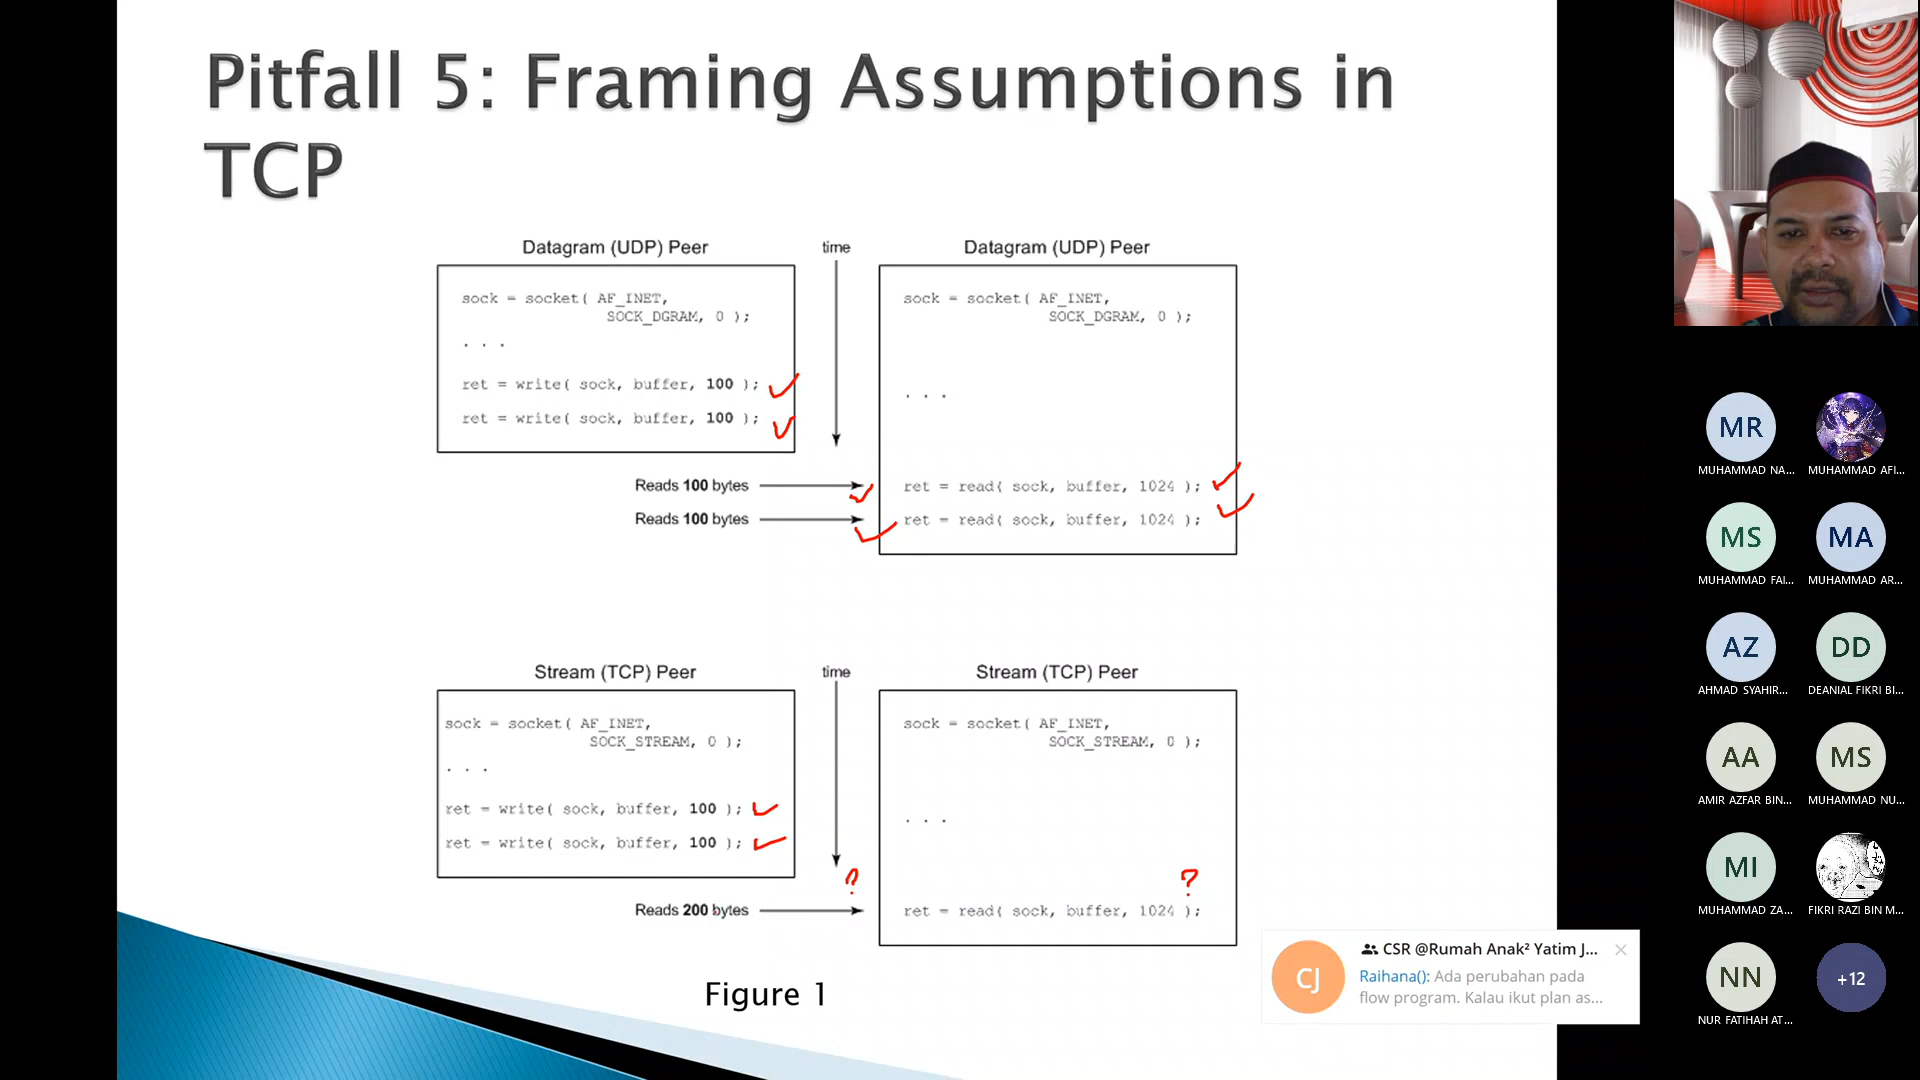 Pitfall 5: Framing Assumptions in
TCP
Datagram (UDP) Peer
time
Datagram (UDP) Peer
sock = socket( AF_INET,
SOCK_DGRAM, 0 );
. . .
ret = write( sock, buffer, 100 );
ret = write( sock, buffer, 100 );
sock = socket( AF_INET,
SOCK_DGRAM, 0 );
. . .
Reads 100 bytes
ret = read( sock, buffer, 1024 );
Reads 100 bytes
ret = read( sock, buffer, 1024 );
Stream (TCP) Peer
time
Stream (TCP) Peer
sock = socket( AF_INET,
SOCK_STREAM, 0 );
. . .
ret = write( sock, buffer, 100 );
ret = write( sock, buffer, 100 );
sock = socket( AF_INET,
SOCK_STREAM, 0 );
. . .
? ?
Reads 200 bytes
ret = read( sock, buffer, 1024 );
Figure 1
CJ
CSR @Rumah Anak² Yatim J...
Raihana(): Ada perubahan pada
flow program. Kalau ikut plan as...
MR
MUHAMMAD NA...
MUHAMMAD AFI...
MS
MUHAMMAD FAI...
MA
MUHAMMAD AR...
AZ
AHMAD SYAHIR...
DD
DEANIAL FIKRI BI...
AA
AMIR AZFAR BIN...
MS
MUHAMMAD NU...
MI
MUHAMMAD ZA...
FIKRI RAZI BIN M...
NN
NUR FATIHAH AT...
+12